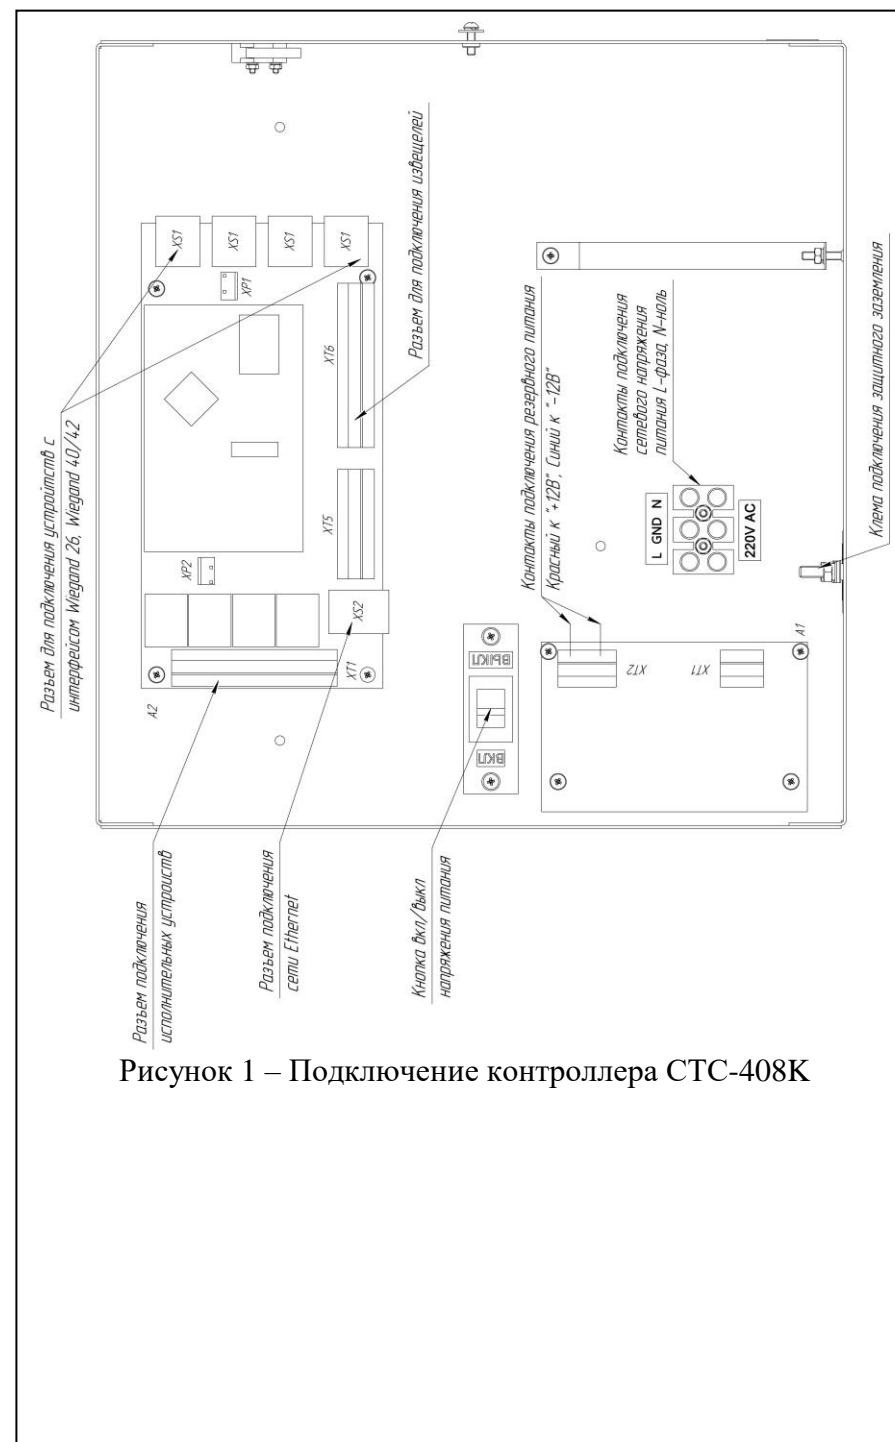 Разъем для подключения устроийтств с
интерфейсом Wiegand 26, Wiegand 40/42
XS1
XS1
XS1
XS1
XP1
Разъем для подключения извещелей
XT6
XT5
XP2
XS2
XT1
A2
Контакты подключения резервного питания
Красный к "+12В", Синий к "-12В"
Контакты подключения
сетевого напряжения
питания L-фаза, N-ноль
L GND N
220V AC
Клема подключения защитного заземления
ВЫКЛ
ВКЛ
XT2
XT1
A1
Разъем подключения
исполнительных устроиств
Разъем подключения
сети Ethernet
Кнопка вкл/выкл
напряжения питания
Рисунок 1 – Подключение контроллера СТС-408К